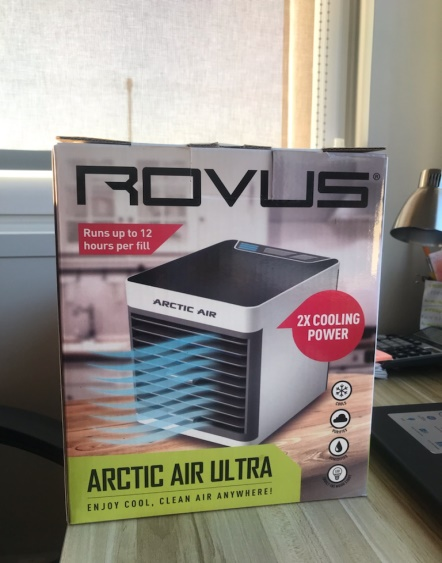 ROVUS®
Runs up to 12
hours per fill
ARCTIC AIR
2X COOLING
POWER
COOLS
ARCTIC AIR ULTRA
ENJOY COOL, CLEAN AIR ANYWHERE!